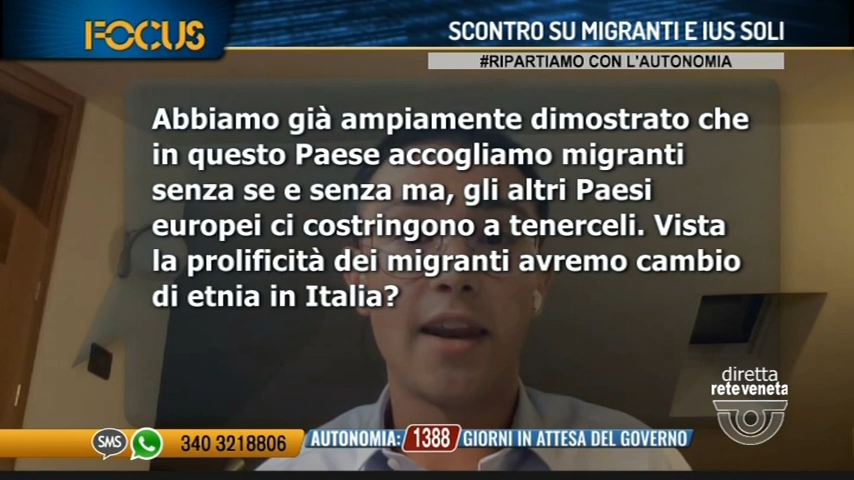 FOCUS
SCONTRO SU MIGRANTI E IUS SOLI
#RIPARTIAMO CON L'AUTONOMIA
Abbiamo già ampiamente dimostrato che
in questo Paese accogliamo migranti
senza se e senza ma, gli altri Paesi
europei ci costringono a tenerceli. Vista
la prolificità dei migranti avremo cambio
di etnia in Italia?
diretta
reteveneta
SMS 340 3218806 AUTONOMIA: 1388 GIORNI IN ATTESA DEL GOVERNO